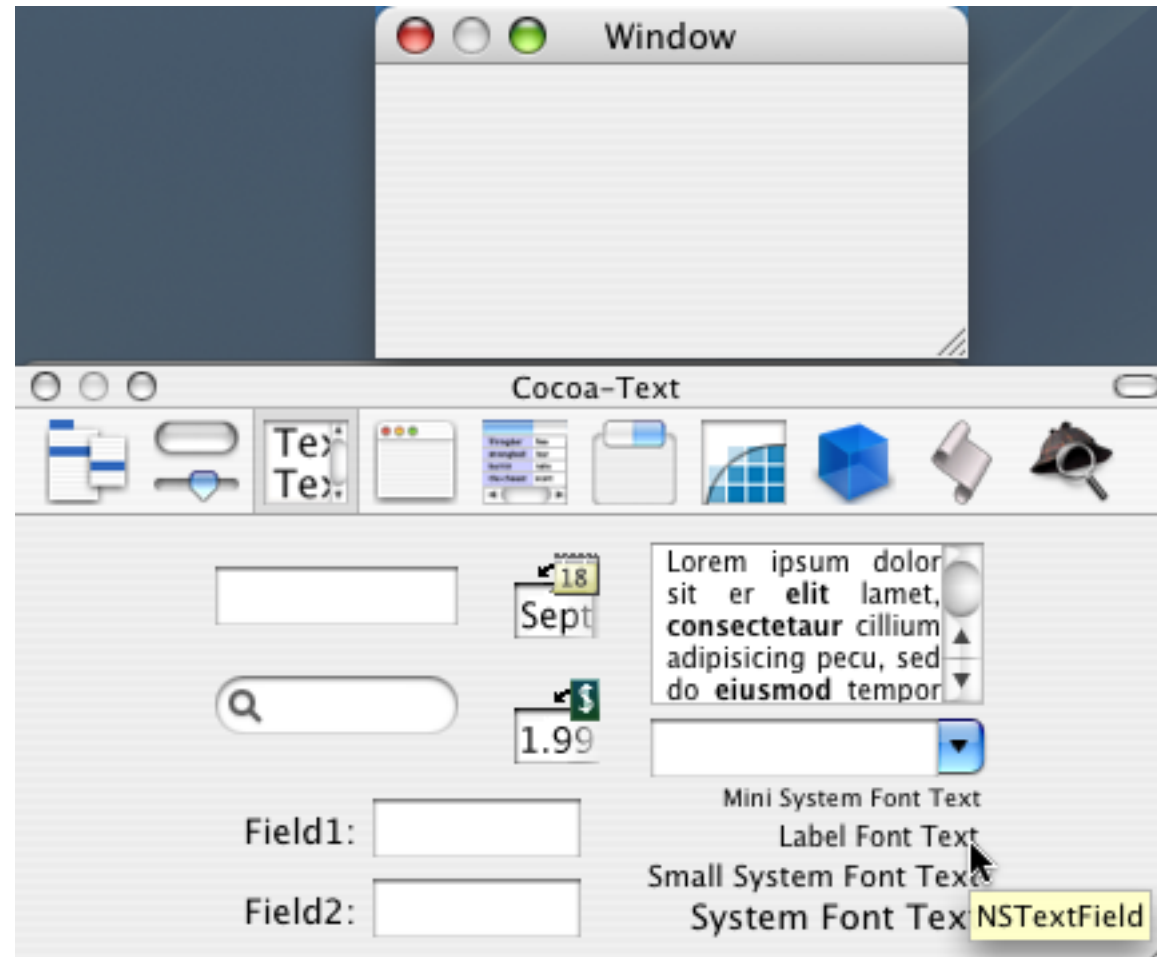 Window
Cocoa-Text
Tex
Tex
18
Sept
$
1.99
Lorem ipsum dolor
sit er elit lamet,
consectetaur cillium
adipisicing pecu, sed
do eiusmod tempor
Mini System Font Text
Label Font Text
Small System Font Text
System Font Text
Field1:
Field2:
NSTextField